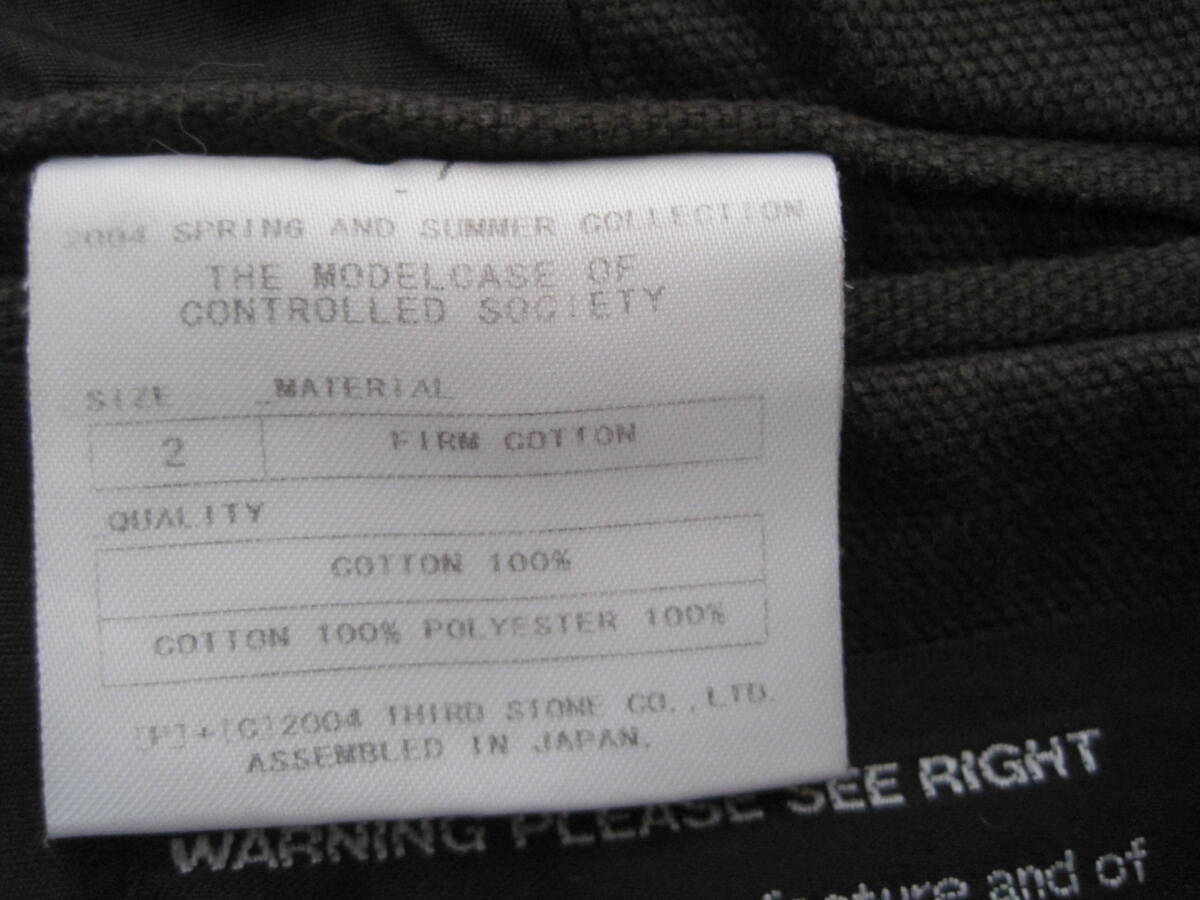 2004 SPRING AND SUMMER COLLECTION
THE MODELCASE OF
CONTROLLED SOCIETY
SIZE MATERIAL
2 FIRM COTTON
QUALITY
COTTON 100%
COTTON 100% POLYESTER 100%
[P]+[C]2004 THIRD STONE CO.,LTD.
ASSEMBLED IN JAPAN.
WARNING PLEASE SEE RIGHT
and of